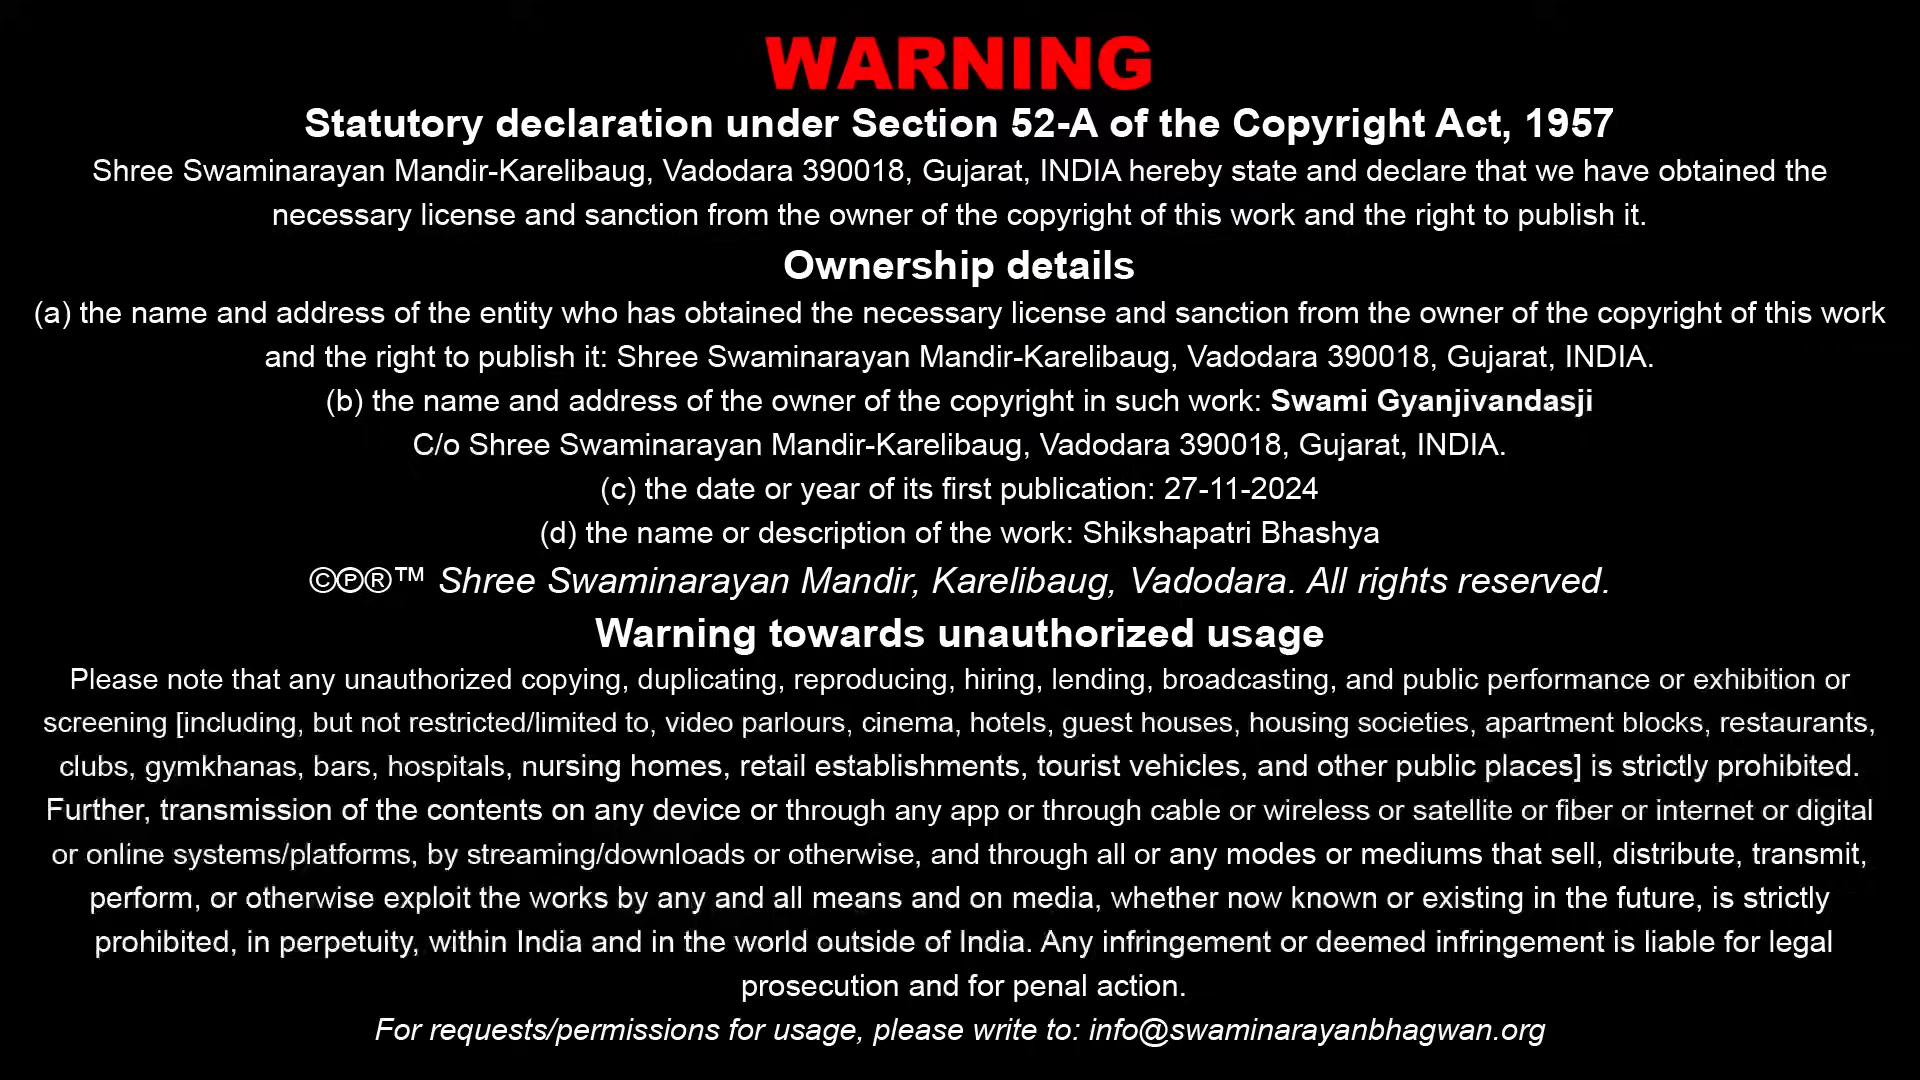 WARNING
Statutory declaration under Section 52-A of the Copyright Act, 1957
Shree Swaminarayan Mandir-Karelibaug, Vadodara 390018, Gujarat, INDIA hereby state and declare that we have obtained the
necessary license and sanction from the owner of the copyright of this work and the right to publish it.
Ownership details
(a) the name and address of the entity who has obtained the necessary license and sanction from the owner of the copyright of this work
and the right to publish it: Shree Swaminarayan Mandir-Karelibaug, Vadodara 390018, Gujarat, INDIA.
(b) the name and address of the owner of the copyright in such work: Swami Gyanjivandasji
C/o Shree Swaminarayan Mandir-Karelibaug, Vadodara 390018, Gujarat, INDIA.
(c) the date or year of its first publication: 27-11-2024
(d) the name or description of the work: Shikshapatri Bhashya
©℗®™ Shree Swaminarayan Mandir, Karelibaug, Vadodara. All rights reserved.
Warning towards unauthorized usage
Please note that any unauthorized copying, duplicating, reproducing, hiring, lending, broadcasting, and public performance or exhibition or
screening [including, but not restricted/limited to, video parlours, cinema, hotels, guest houses, housing societies, apartment blocks, restaurants,
clubs, gymkhanas, bars, hospitals, nursing homes, retail establishments, tourist vehicles, and other public places] is strictly prohibited.
Further, transmission of the contents on any device or through any app or through cable or wireless or satellite or fiber or internet or digital
or online systems/platforms, by streaming/downloads or otherwise, and through all or any modes or mediums that sell, distribute, transmit,
perform, or otherwise exploit the works by any and all means and on media, whether now known or existing in the future, is strictly
prohibited, in perpetuity, within India and in the world outside of India. Any infringement or deemed infringement is liable for legal
prosecution and for penal action.
For requests/permissions for usage, please write to: info@swaminarayanbhagwan.org